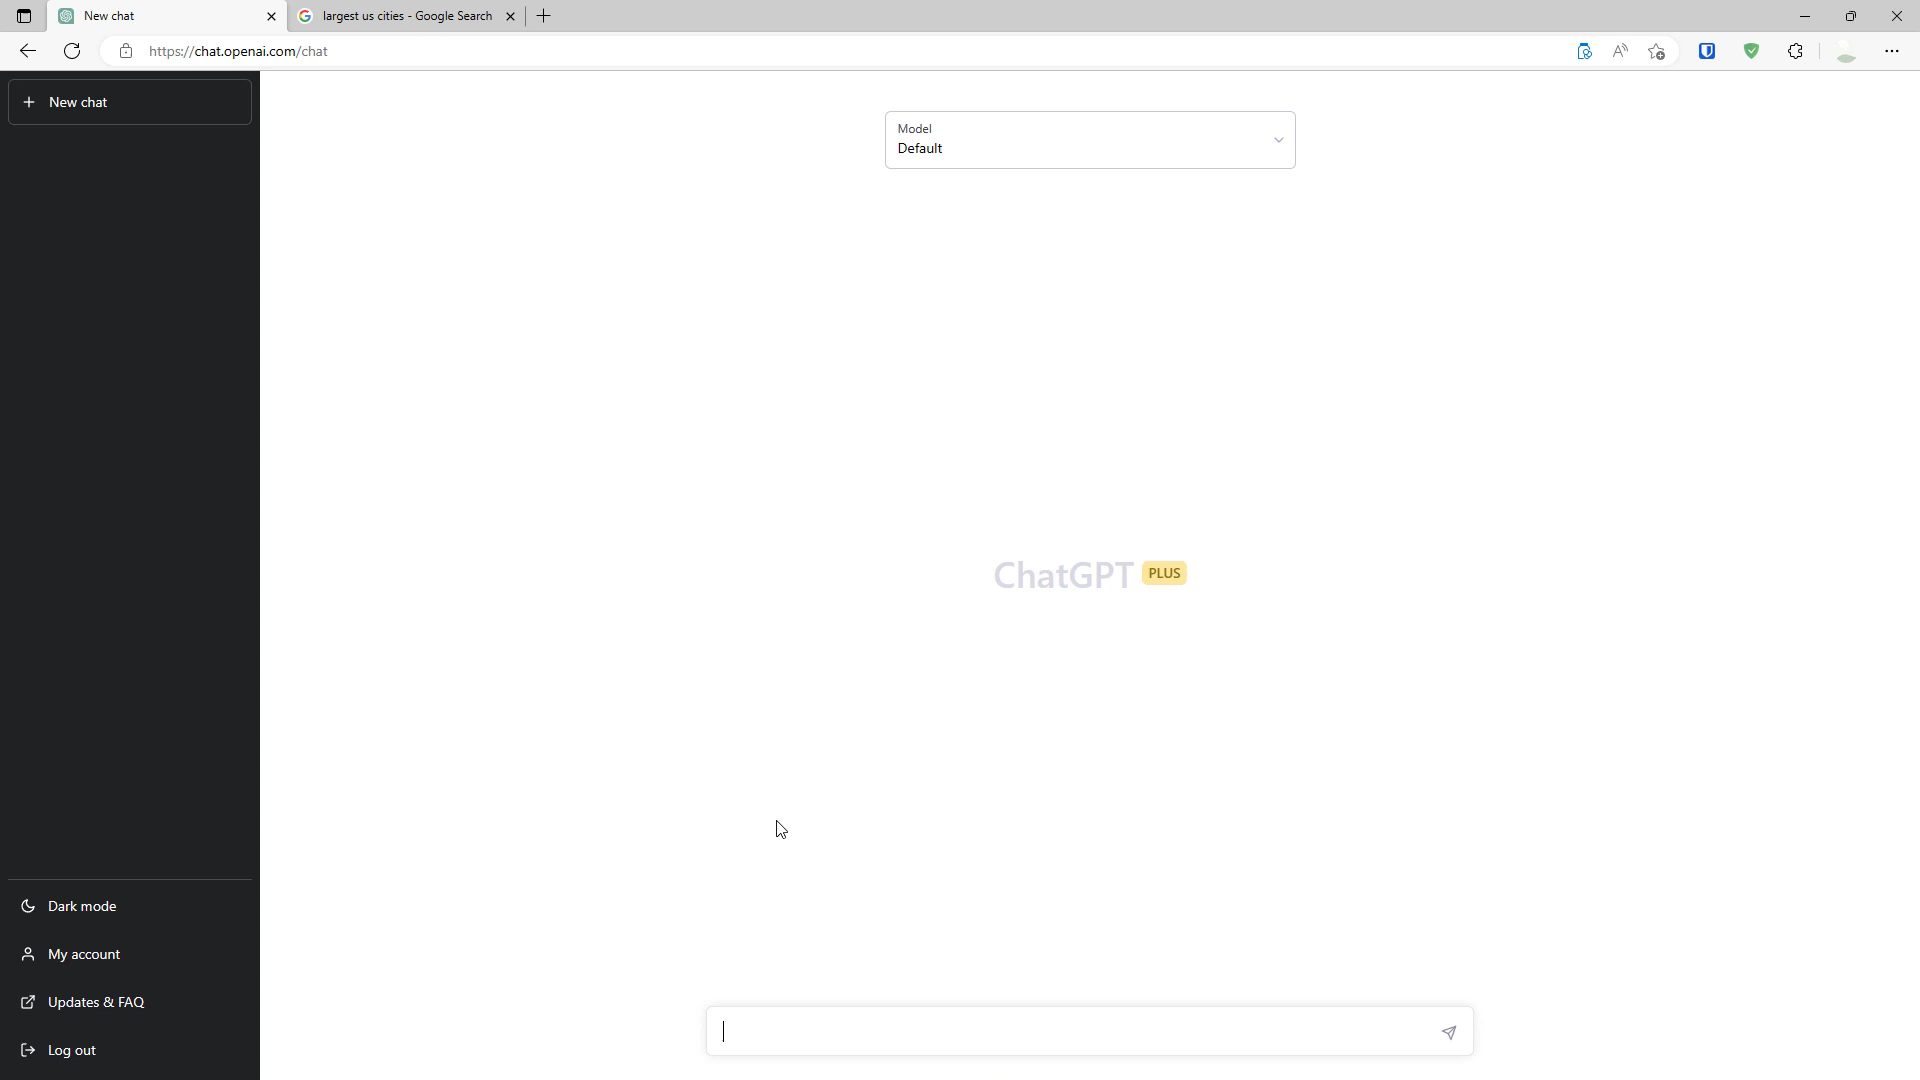 New chat
largest us cities - Google Search
https://chat.openai.com/chat
New chat
Model
Default
ChatGPT PLUS
Dark mode
My account
Updates & FAQ
Log out